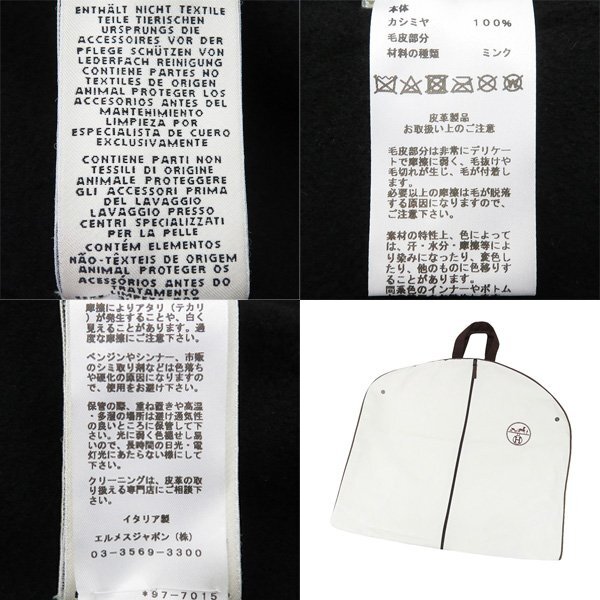 ENTHÄLT NICHT TEXTILE
TEILE TIERISCHEN
URSPRUNGS DIE
ACCESSOIRES VOR DER
PFLEGE SCHÜTZEN VON
LEDERFACH REINIGUNG
CONTIENE PARTES NO
TEXTILES DE ORIGEN
ANIMAL PROTEGER LOS
ACCESORIOS ANTES DEL
MANTENIMIENTO
LIMPIEZA POR
ESPECIALISTA DE CUERO
EXCLUSIVAMENTE
CONTIENE PARTI NON
TESSILI DI ORIGINE
ANIMALE PROTEGGERE
GLI ACCESSORI PRIMA
DEL LAVAGGIO
LAVAGGIO PRESSO
CENTRI SPECIALIZZATI
PER LA PELLE
CONTÉM ELEMENTOS
NÃO-TÊXTEIS DE ORIGEM
ANIMAL PROTEGER OS
ACESSÓRIOS ANTES DO
TRATAMENTO
本体
カシミヤ 100%
毛皮部分
材料の種類 ミンク
皮革製品
お取扱い上のご注意
毛皮部分は非常にデリケー
トで摩擦に弱く、毛抜けや
毛切れが生じ、毛が付着し
ます。
必要以上の摩擦は毛が脱落
する原因になりますので、
ご注意下さい。
素材の特性上、色によって
は、汗・水分・摩擦等によ
り染みになったり、変色し
たり、他のものに色移りす
ることがあります。
同系色のインナーやボトム
摩擦によりアタリ（テカリ
）が発生することや、白く
見えることがあります。過
度な摩擦にご注意下さい。
ベンジンやシンナー、市販
のシミ取り剤などは色落ち
や硬化の原因になりますの
で、使用をお避け下さい。
保管の際、重ね置きや高温
・多湿の場所は避け通気性
の良いところに保管して下
さい。光に弱く色褪せし易
いので、長時間の日光・電
灯光にあたらない様にして
下さい。
クリーニングは、皮革の取
り扱える専門店にご相談下
さい。
イタリア製
エルメスジャポン（株）
03-3569-3300
*97-7015